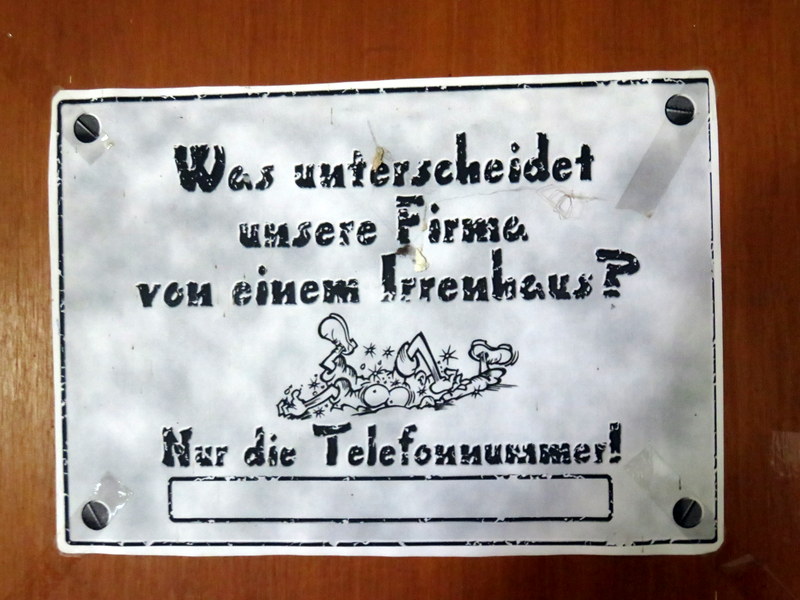 Was unterscheidet
unsere Firma
von einem Irrenhaus?
Nur die Telefonnummer!